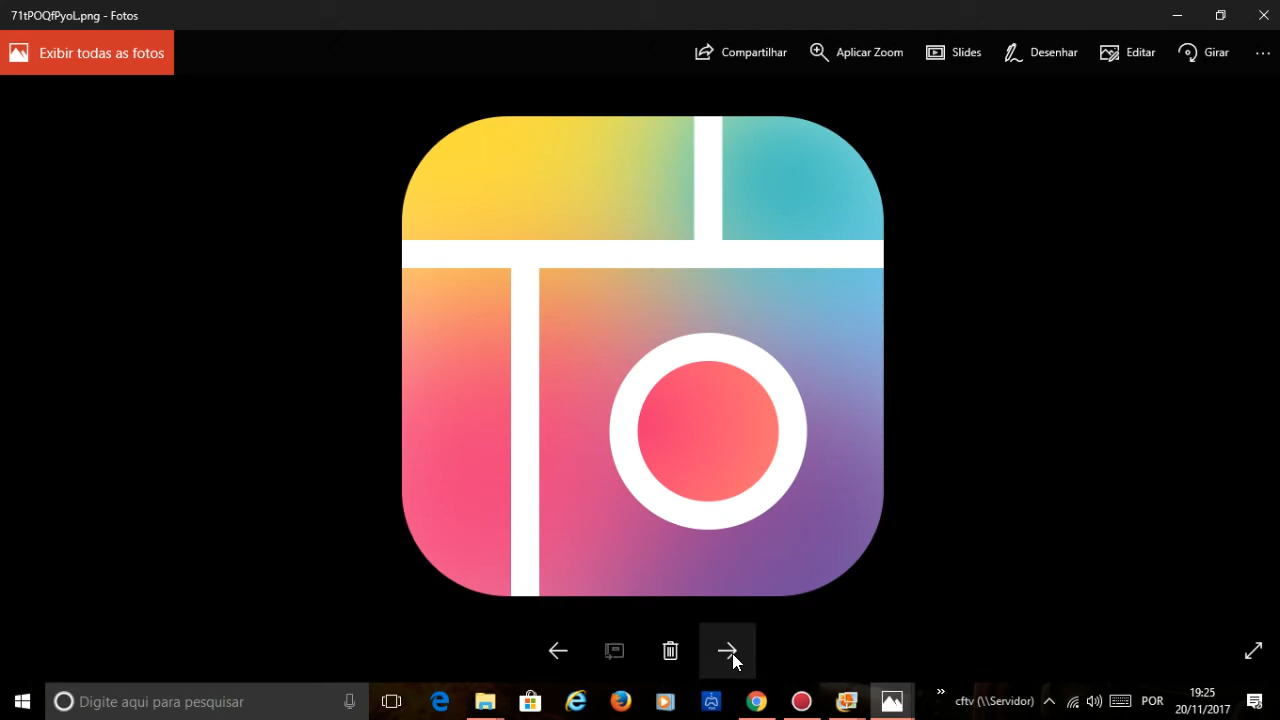 71tPOQfPyoL.png - Fotos
Exibir todas as fotos
Compartilhar
Aplicar Zoom
Slides
Desenhar
Editar
Girar
Digite aqui para pesquisar
cftv (\\Servidor)
POR
19:25
20/11/2017